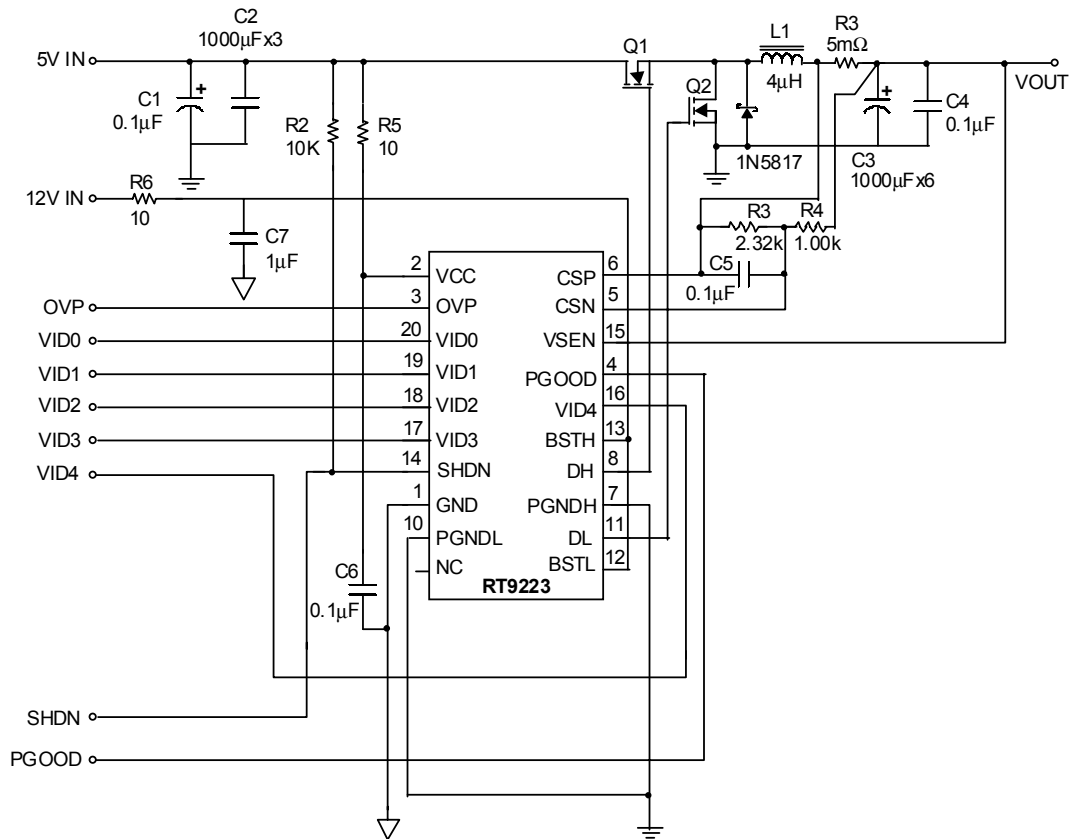 C2
1000µFx3
5V IN
C1
0.1µF
+
R2
10K
R5
10
Q1
Q2
L1
4µH
R3
5mΩ
VOUT
+
C4
0.1µF
1N5817
C3
1000µFx6
12V IN
R6
10
C7
1µF
R3
2.32k
R4
1.00k
C5
0.1µF
2 VCC
3 OVP
20 VID0
19 VID1
18 VID2
17 VID3
14 SHDN
1 GND
10 PGNDL
NC
CSP 6
CSN 5
VSEN 15
PGOOD 4
VID4 16
BSTH 13
DH 8
PGNDH 7
DL 11
BSTL 12
RT9223
OVP
VID0
VID1
VID2
VID3
VID4
C6
0.1µF
SHDN
PGOOD